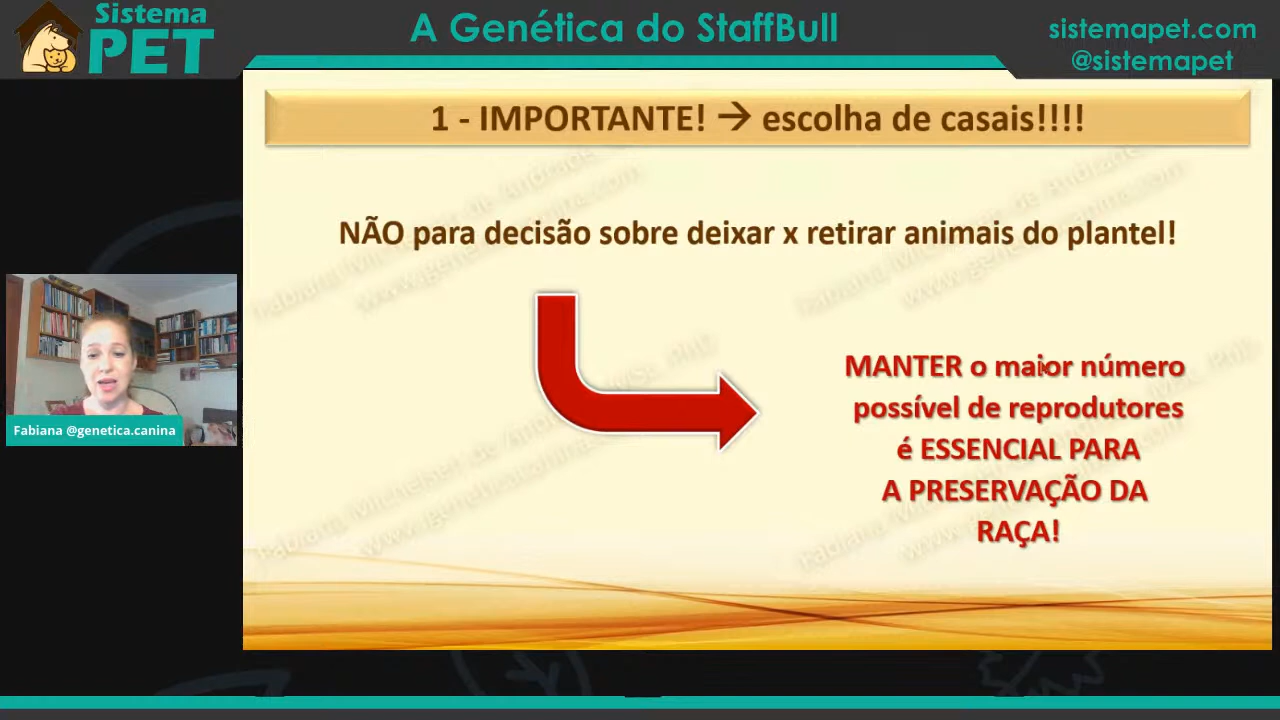 Sistema
PET
A Genética do StaffBull
sistemapet.com
@sistemapet
1 - IMPORTANTE! → escolha de casais!!!!
NÃO para decisão sobre deixar x retirar animais do plantel!
MANTER o maior número
possível de reprodutores
é ESSENCIAL PARA
A PRESERVAÇÃO DA
RAÇA!
Fabiana @genetica.canina